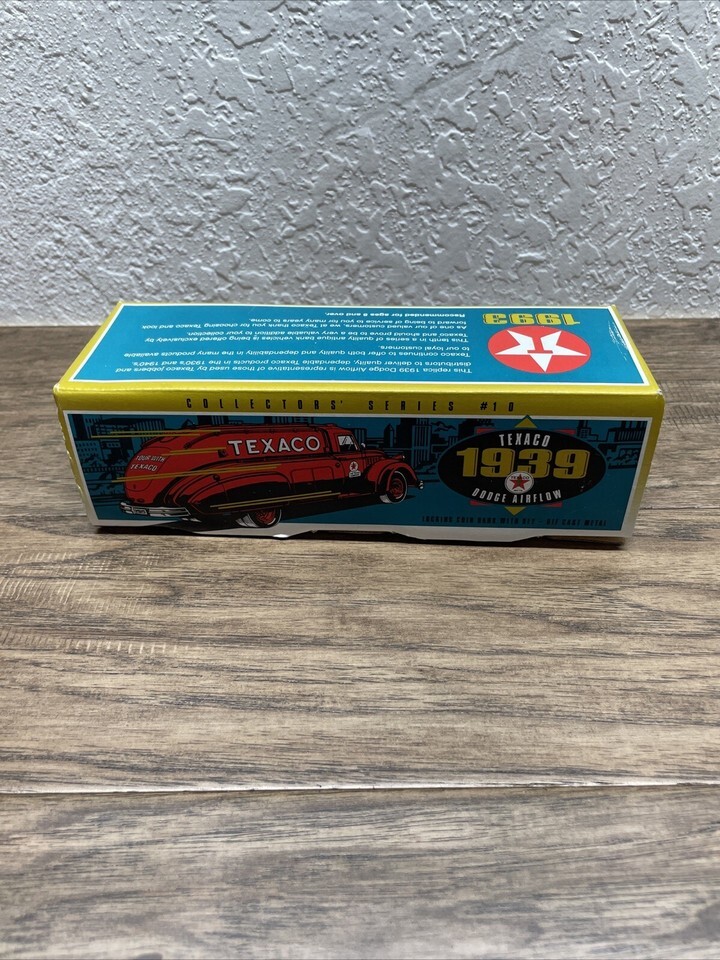 This replica 1939 Dodge Airflow is representative of those used by Texaco jobbers and
distributors to deliver quality, dependable Texaco products in the 1930's and 1940's.
Texaco continues to offer both quality and dependability in the many products available
to our loyal customers.
This tenth in a series of quality antique bank vehicles is being offered exclusively by
Texaco and should prove to be a very valuable addition to your collection.
As one of our valued customers, we at Texaco thank you for choosing Texaco and look
forward to being of service to you for many years to come.
Recommended for ages 8 and over.
T
1993
COLLECTORS' SERIES #10
TEXACO
TOUR WITH
TEXACO
TEXACO
1939
DODGE AIRFLOW
LOCKING COIN BANK WITH KEY - DIE CAST METAL